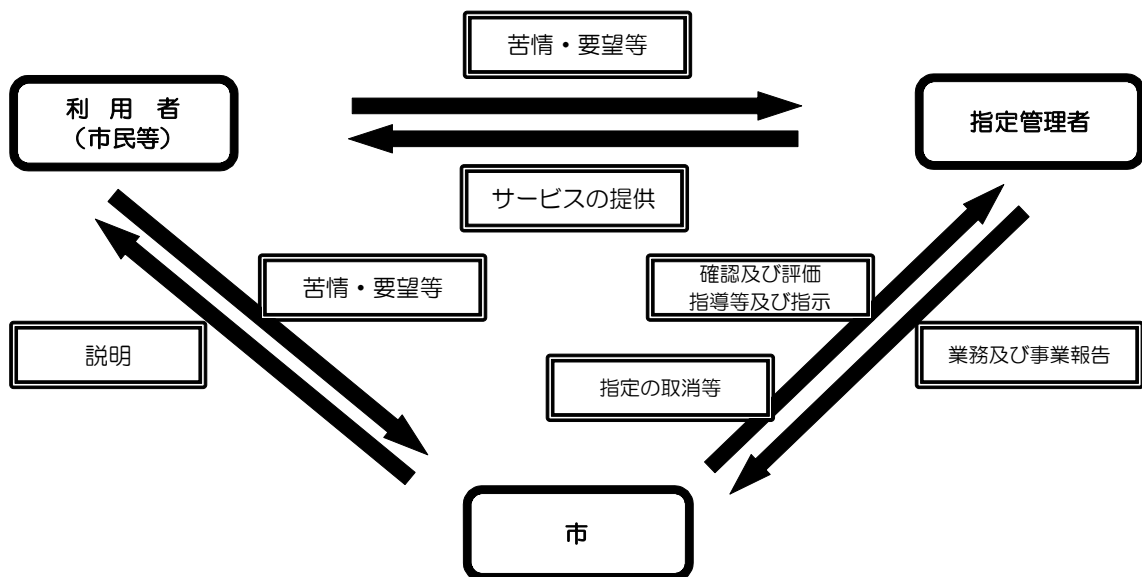 苦情・要望等
利 用 者
(市民等)
指定管理者
サービスの提供
苦情・要望等
確認及び評価
指導等及び指示
説明
業務及び事業報告
指定の取消等
市